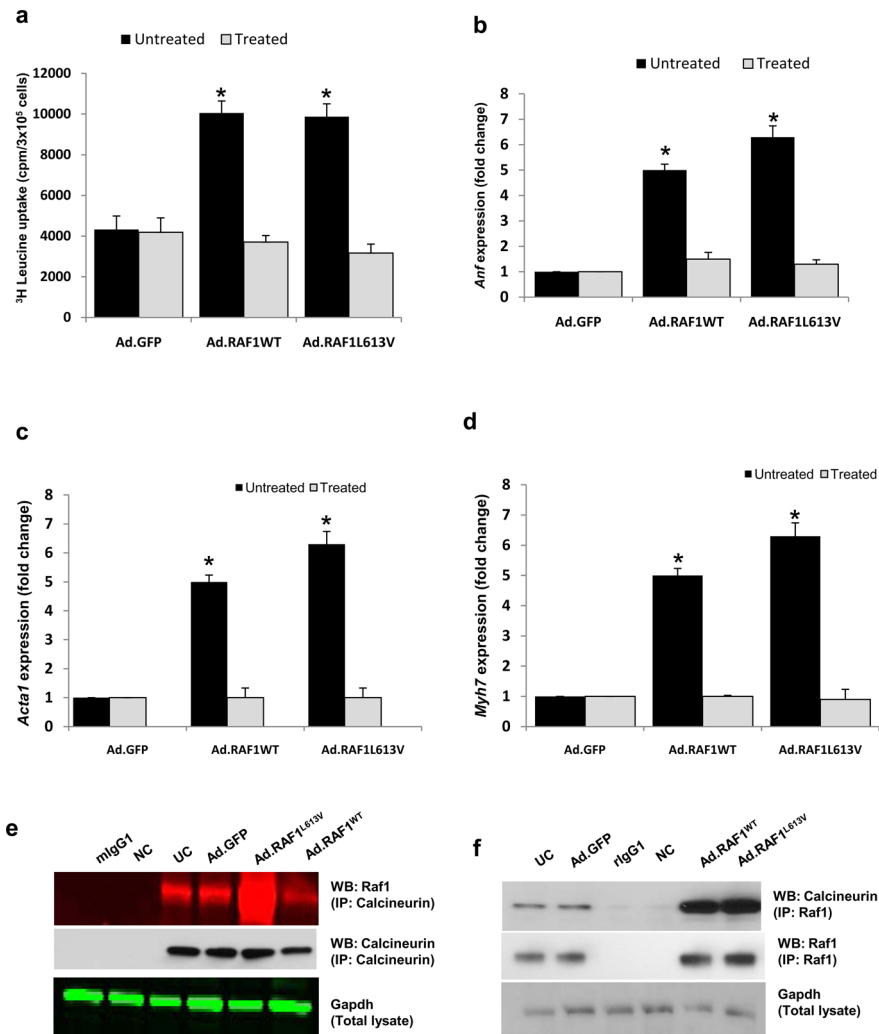 a
■ Untreated □ Treated
³H Leucine uptake (cpm/3x10⁵ cells)
12000
10000
8000
6000
4000
2000
0
* *
Ad.GFP Ad.RAF1WT Ad.RAF1L613V
b
■ Untreated □ Treated
Anf expression (fold change)
8
7
6
5
4
3
2
1
0
* *
Ad.GFP Ad.RAF1WT Ad.RAF1L613V
c
■ Untreated □ Treated
Acta1 expression (fold change)
8
7
6
5
4
3
2
1
0
* *
Ad.GFP Ad.RAF1WT Ad.RAF1L613V
d
■ Untreated □ Treated
Myh7 expression (fold change)
8
7
6
5
4
3
2
1
0
* *
Ad.GFP Ad.RAF1WT Ad.RAF1L613V
e
mIgG1 NC UC Ad.GFP Ad.RAF1ᴸ⁶¹³ⱽ Ad.RAF1ᵂᵀ
WB: Raf1
(IP: Calcineurin)
WB: Calcineurin
(IP: Calcineurin)
Gapdh
(Total lysate)
f
UC Ad.GFP rIgG1 NC Ad.RAF1ᵂᵀ Ad.RAF1ᴸ⁶¹³ⱽ
WB: Calcineurin
(IP: Raf1)
WB: Raf1
(IP: Raf1)
Gapdh
(Total lysate)